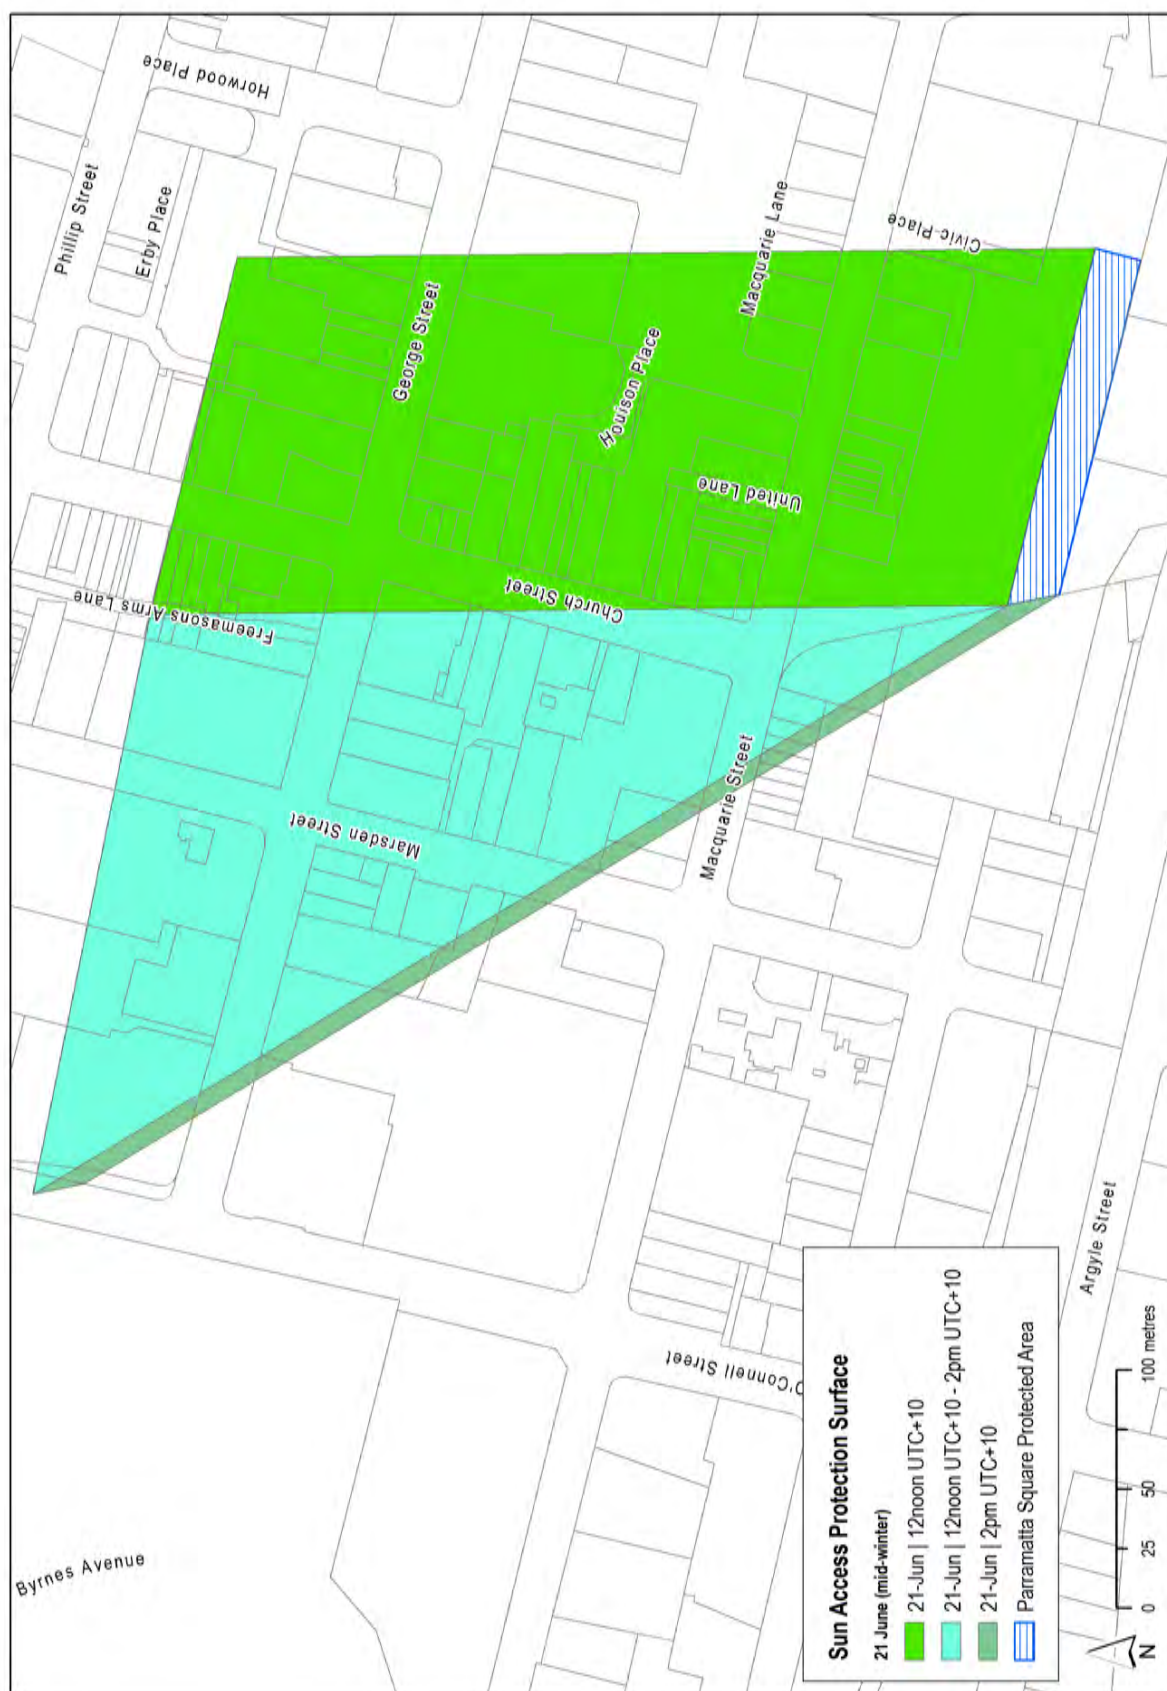 Phillip Street
Horwood Place
Erby Place
George Street
Freemasons Arms Lane
Church Street
Houison Place
Macquarie Lane
Civic Place
United Lane
Marsden Street
Macquarie Street
O'Connell Street
Argyle Street
Byrnes Avenue
Sun Access Protection Surface
21 June (mid-winter)
21-Jun | 12noon UTC+10
21-Jun | 12noon UTC+10 - 2pm UTC+10
21-Jun | 2pm UTC+10
Parramatta Square Protected Area
N
0 25 50 100 metres